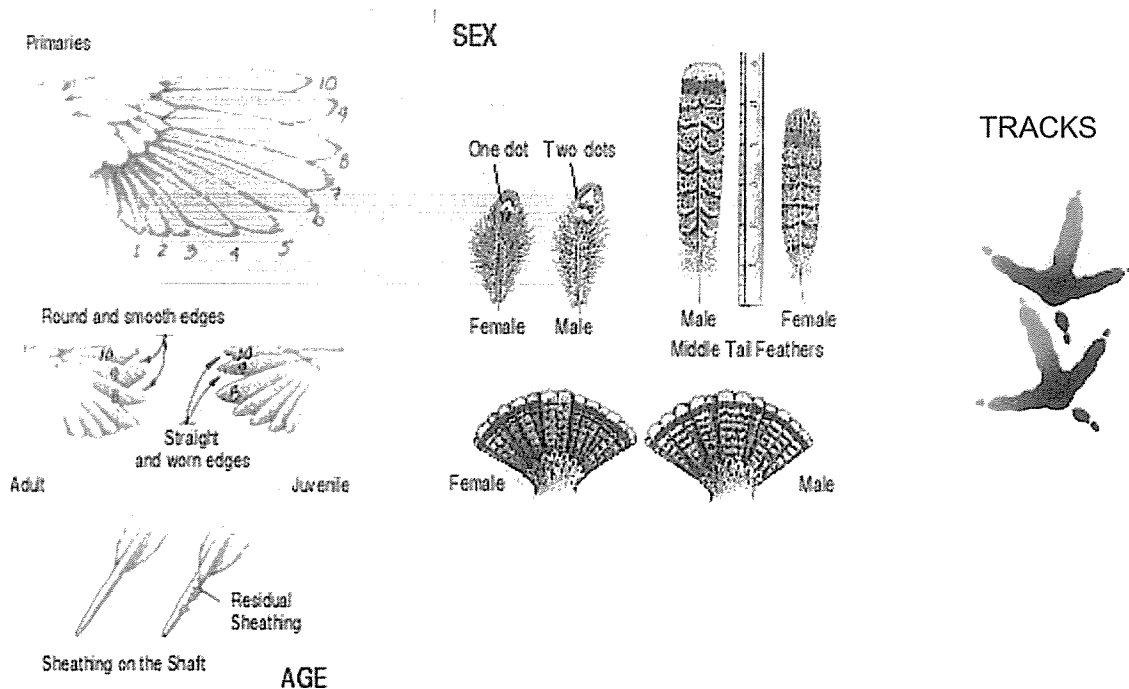 Primaries
10
9
8
7
6
1 2 3 4 5
Round and smooth edges
10
9
8
10
9
8
Straight
and worn edges
Adult
Juvenile
Residual
Sheathing
Sheathing on the Shaft
AGE
SEX
One dot Two dots
Female Male
Male Female
Middle Tail Feathers
Female
Male
TRACKS